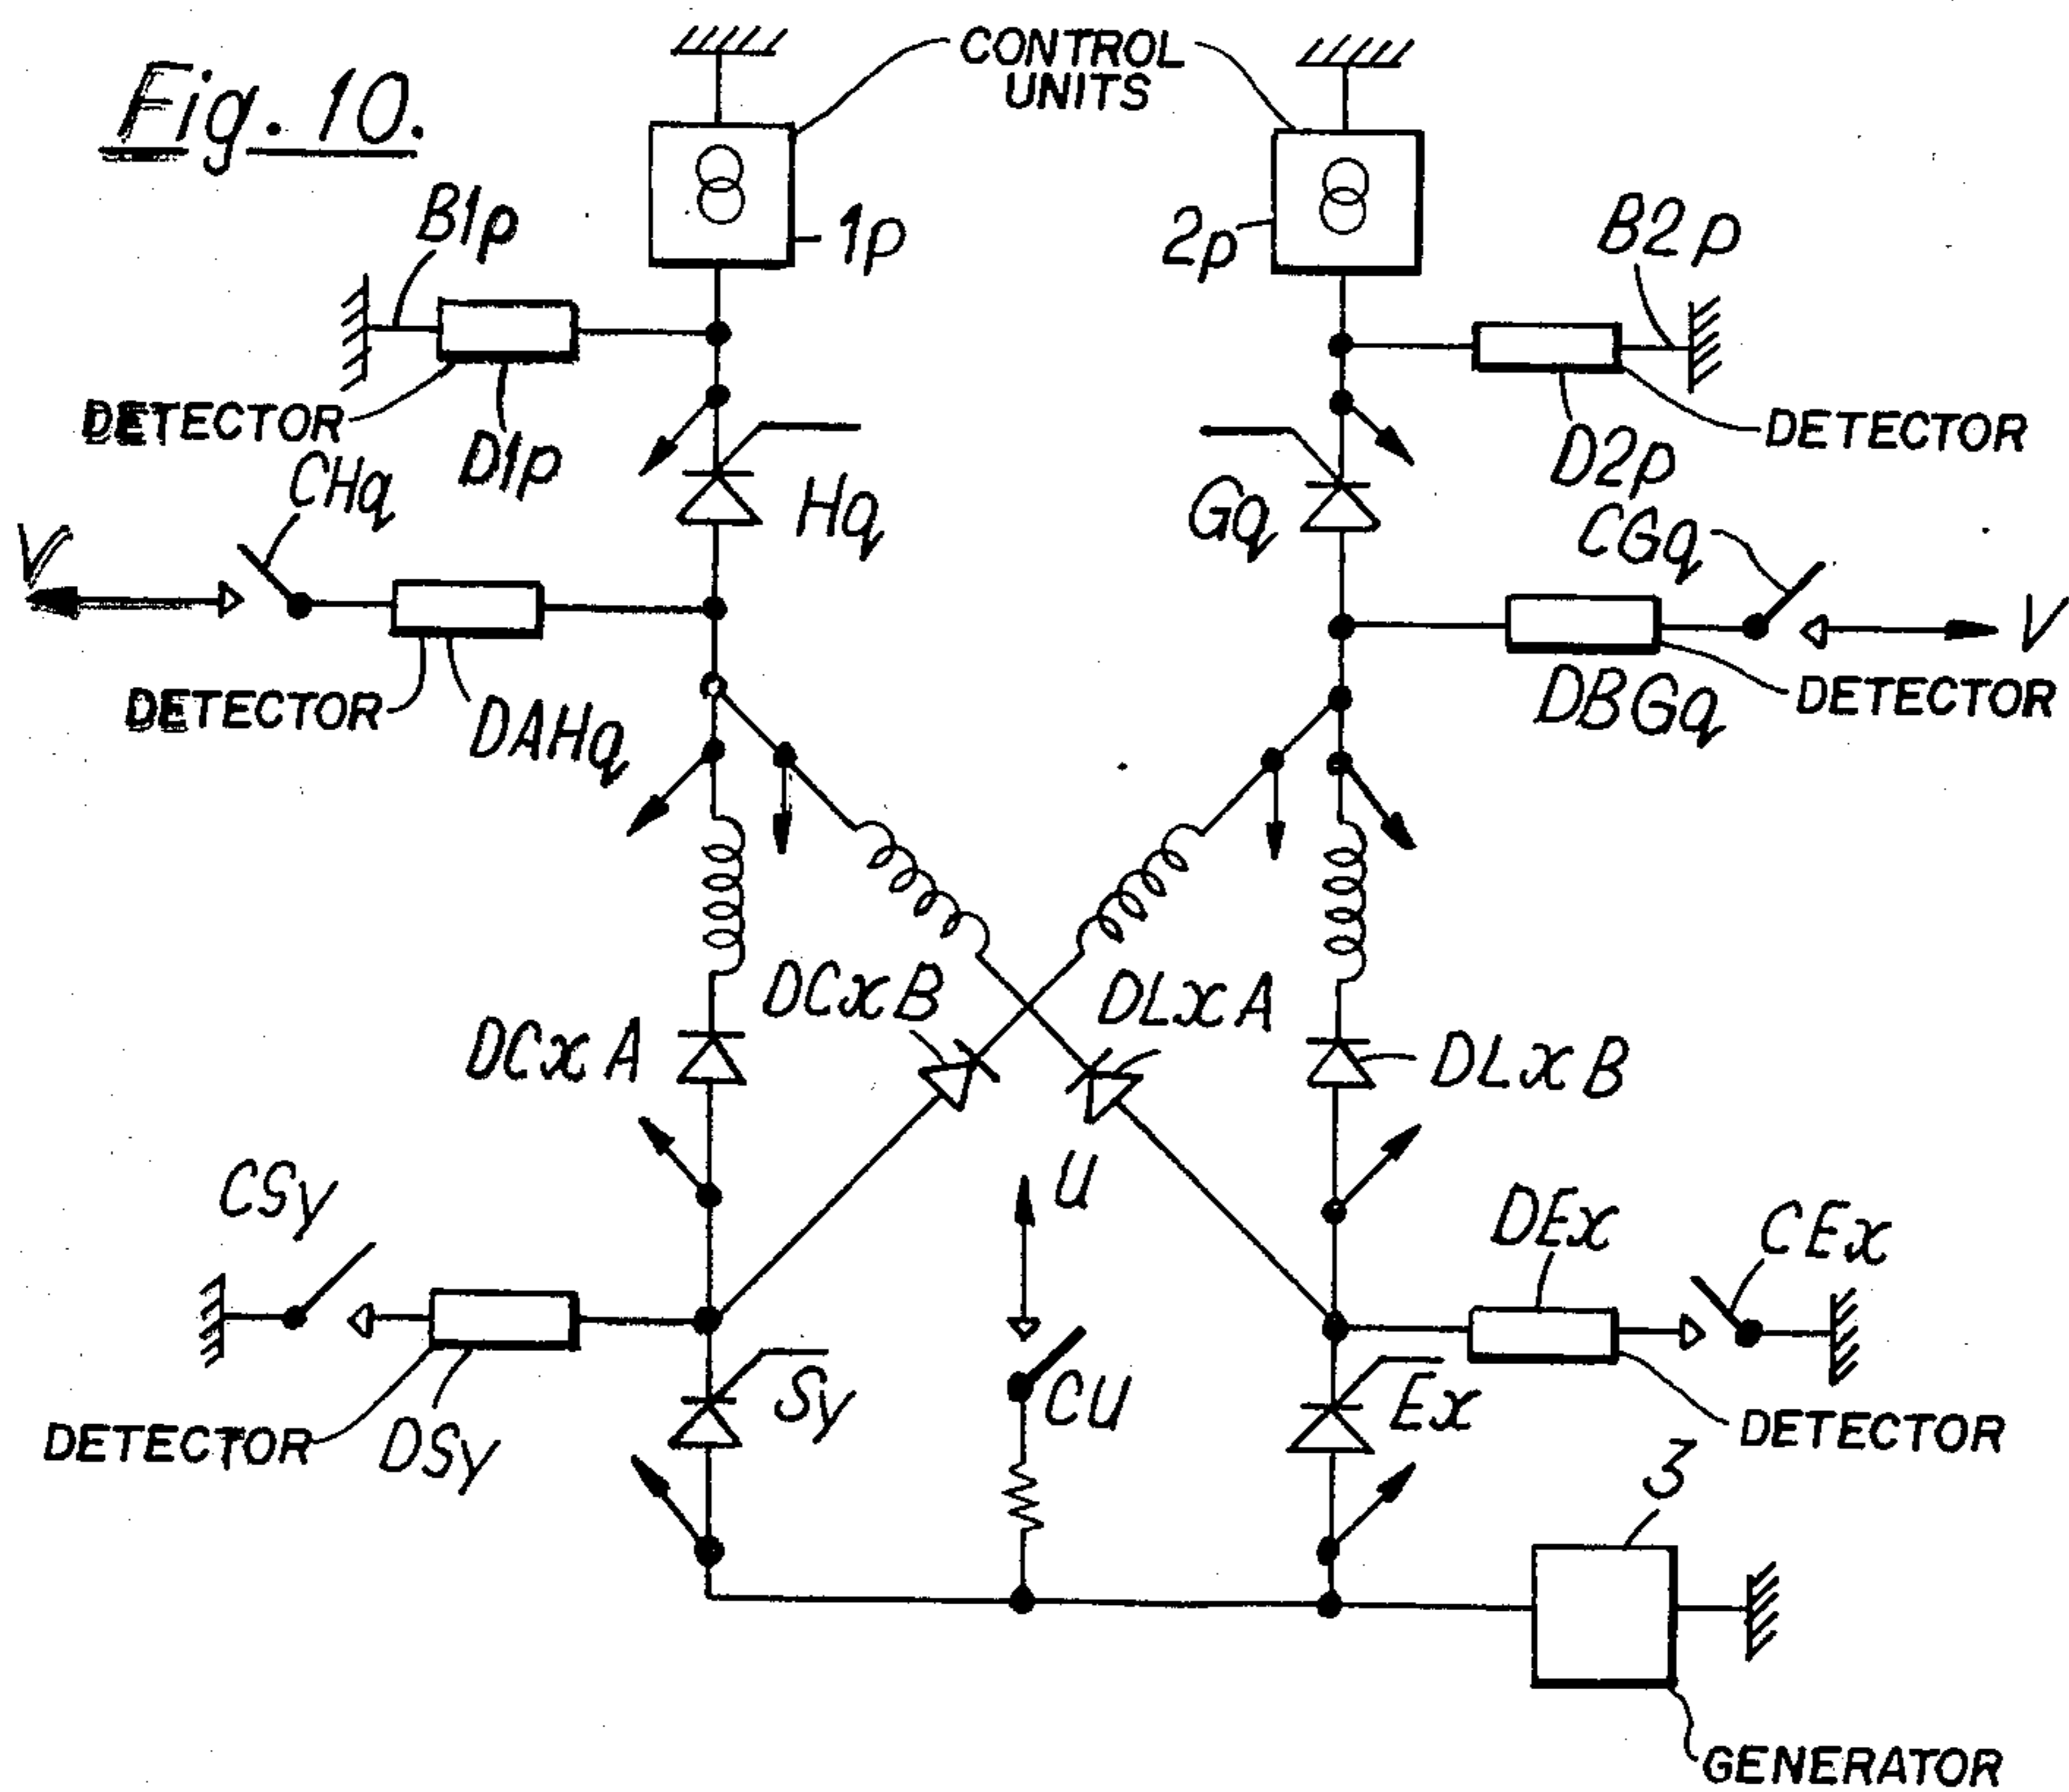 Fig. 10.
CONTROL
UNITS
B1p
1p
2p
B2p
DETECTOR
D1p
D2p
DETECTOR
CHq
Hq
Gq
CGq
V
V
DETECTOR
DAHq
DBGq
DETECTOR
DCxB
DLxA
DCxA
DLxB
U
CSy
DEx
CEx
Sy
CU
Ex
DETECTOR
DSy
DETECTOR
3
GENERATOR